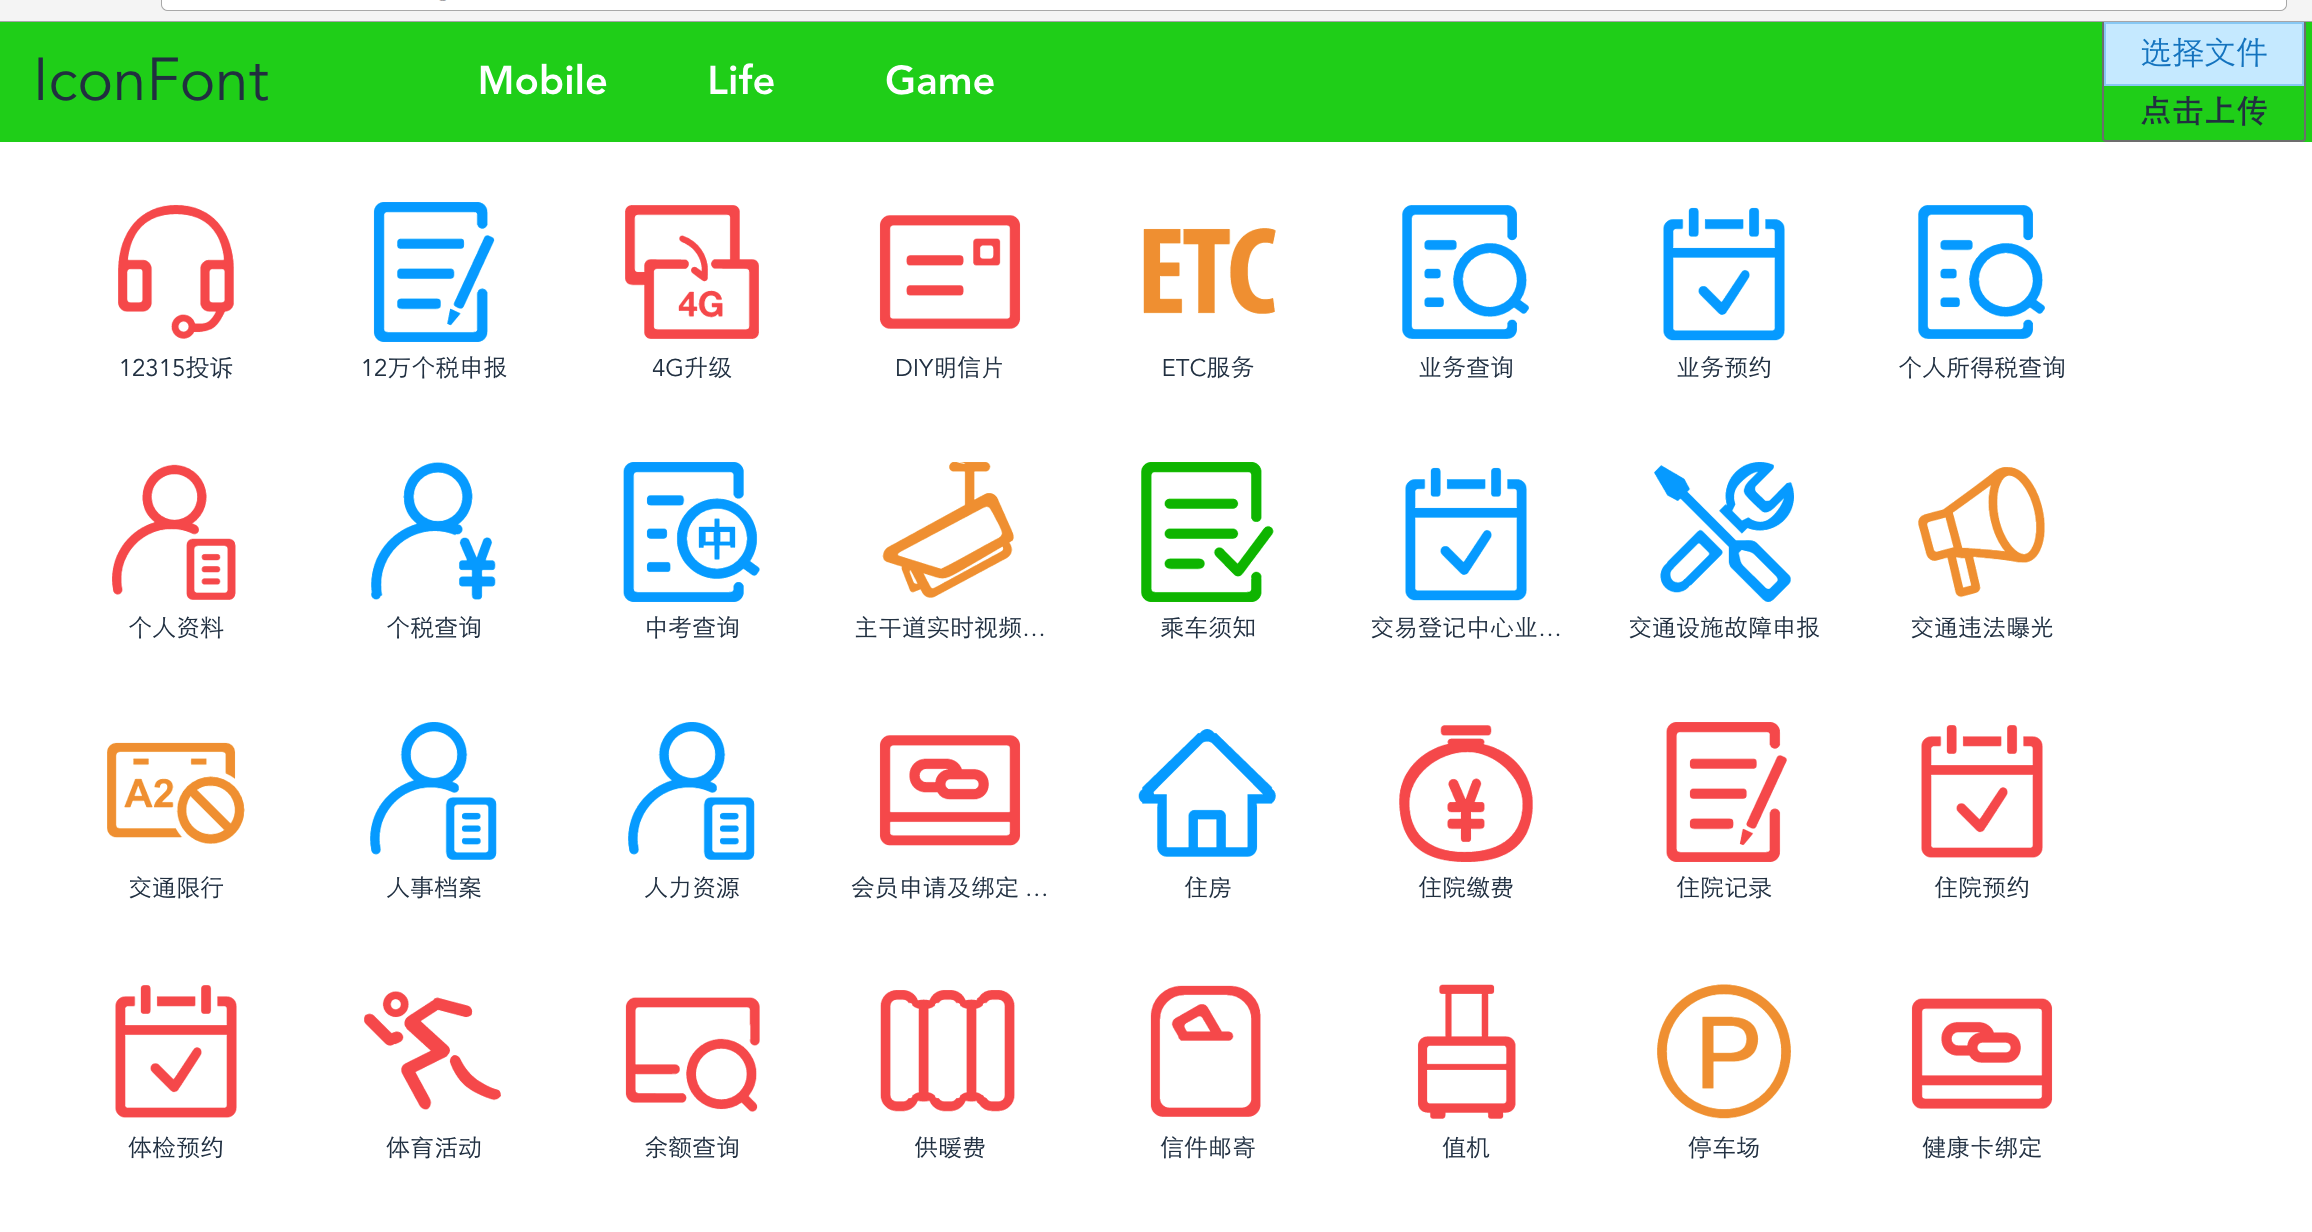 IconFont
Mobile
Life
Game
选择文件
点击上传
4G
ETC
12315投诉
12万个税申报
4G升级
DIY明信片
ETC服务
业务查询
业务预约
个人所得税查询
¥
中
个人资料
个税查询
中考查询
主干道实时视频...
乘车须知
交易登记中心业...
交通设施故障申报
交通违法曝光
A2
¥
交通限行
人事档案
人力资源
会员申请及绑定 ...
住房
住院缴费
住院记录
住院预约
P
体检预约
体育活动
余额查询
供暖费
信件邮寄
值机
停车场
健康卡绑定